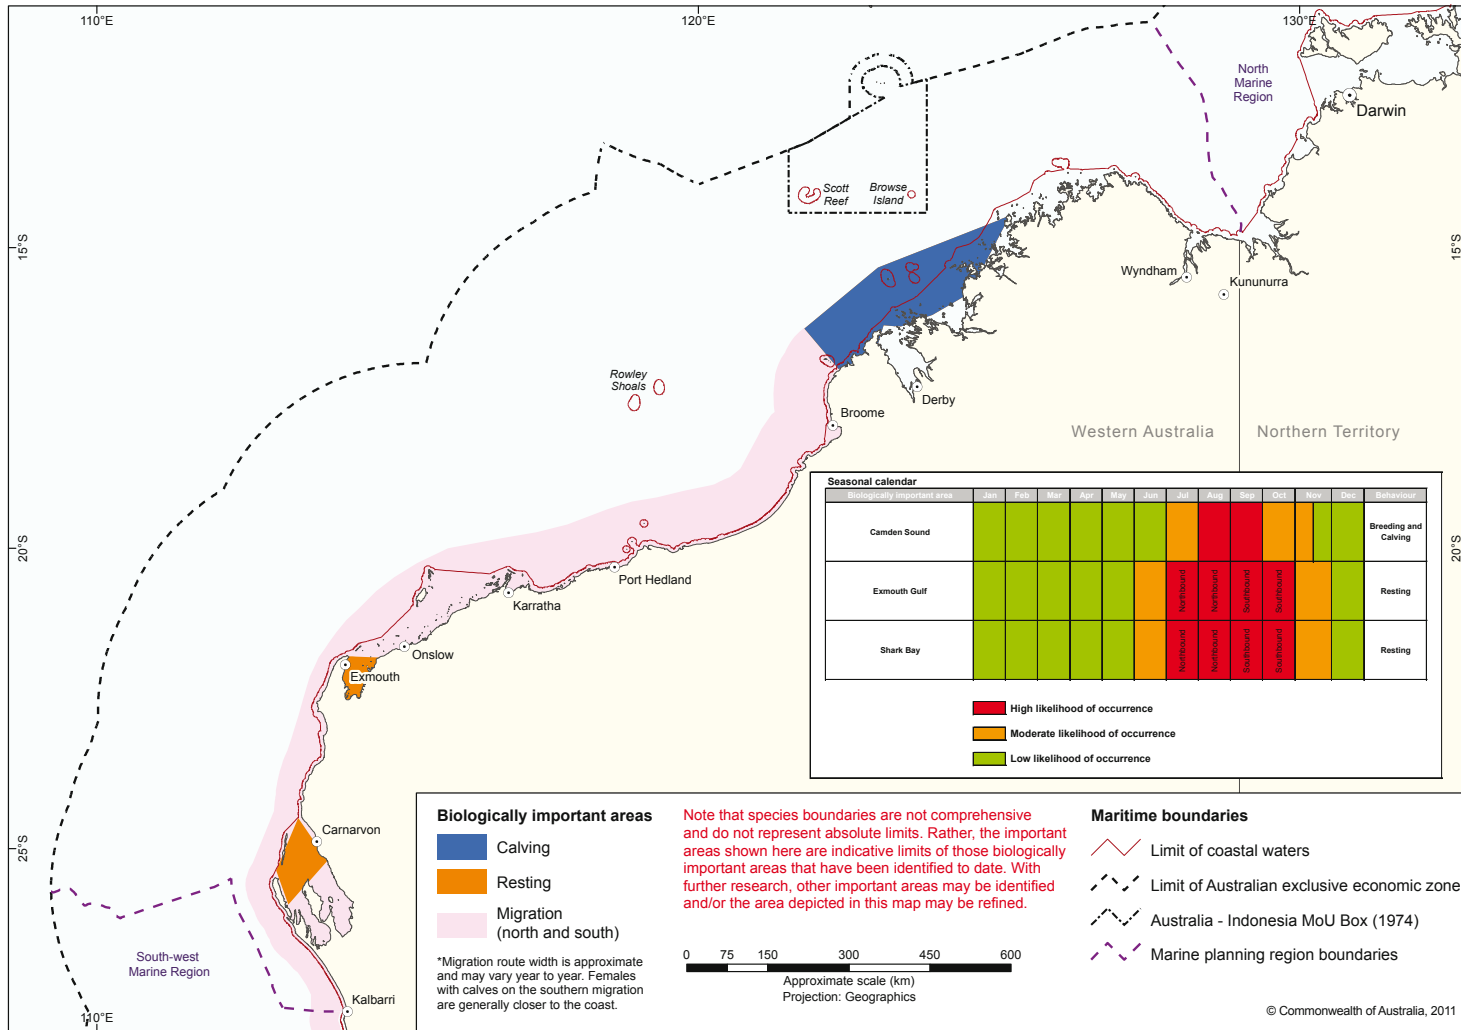 110°E
120°E
130°E
North
Marine
Region
Darwin
Scott
Reef
Browse
Island
15°S
15°S
Wyndham
Kununurra
Rowley
Shoals
Derby
Broome
Western Australia
Northern Territory
Seasonal calendar
Biologically important area Jan Feb Mar Apr May Jun Jul Aug Sep Oct Nov Dec Behaviour
Camden Sound Breeding and
Calving
Exmouth Gulf Northbound Northbound Southbound Southbound Resting
Shark Bay Northbound Northbound Southbound Southbound Resting
High likelihood of occurrence
Moderate likelihood of occurrence
Low likelihood of occurrence
20°S
20°S
Port Hedland
Karratha
Onslow
Exmouth
Carnarvon
25°S
South-west
Marine Region
Kalbarri
110°E
Biologically important areas
Calving
Resting
Migration
(north and south)
*Migration route width is approximate
and may vary year to year. Females
with calves on the southern migration
are generally closer to the coast.
Note that species boundaries are not comprehensive
and do not represent absolute limits. Rather, the important
areas shown here are indicative limits of those biologically
important areas that have been identified to date. With
further research, other important areas may be identified
and/or the area depicted in this map may be refined.
0 75 150 300 450 600
Approximate scale (km)
Projection: Geographics
Maritime boundaries
Limit of coastal waters
Limit of Australian exclusive economic zone
Australia - Indonesia MoU Box (1974)
Marine planning region boundaries
© Commonwealth of Australia, 2011